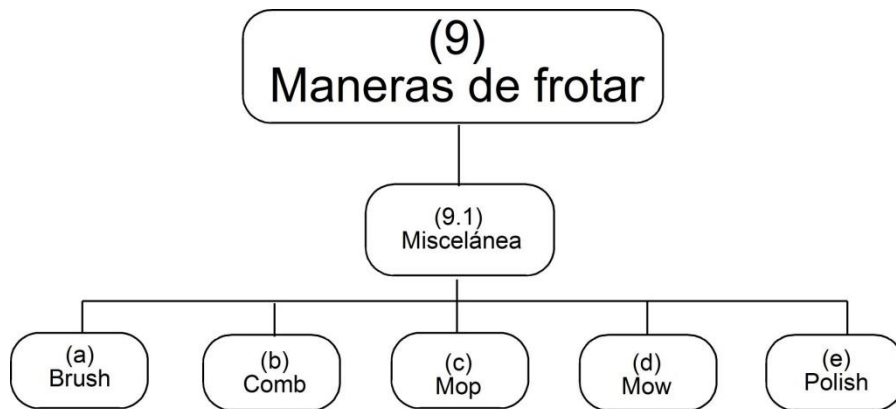 (9)
Maneras de frotar
(9.1)
Miscelánea
(a)
Brush
(b)
Comb
(c)
Mop
(d)
Mow
(e)
Polish